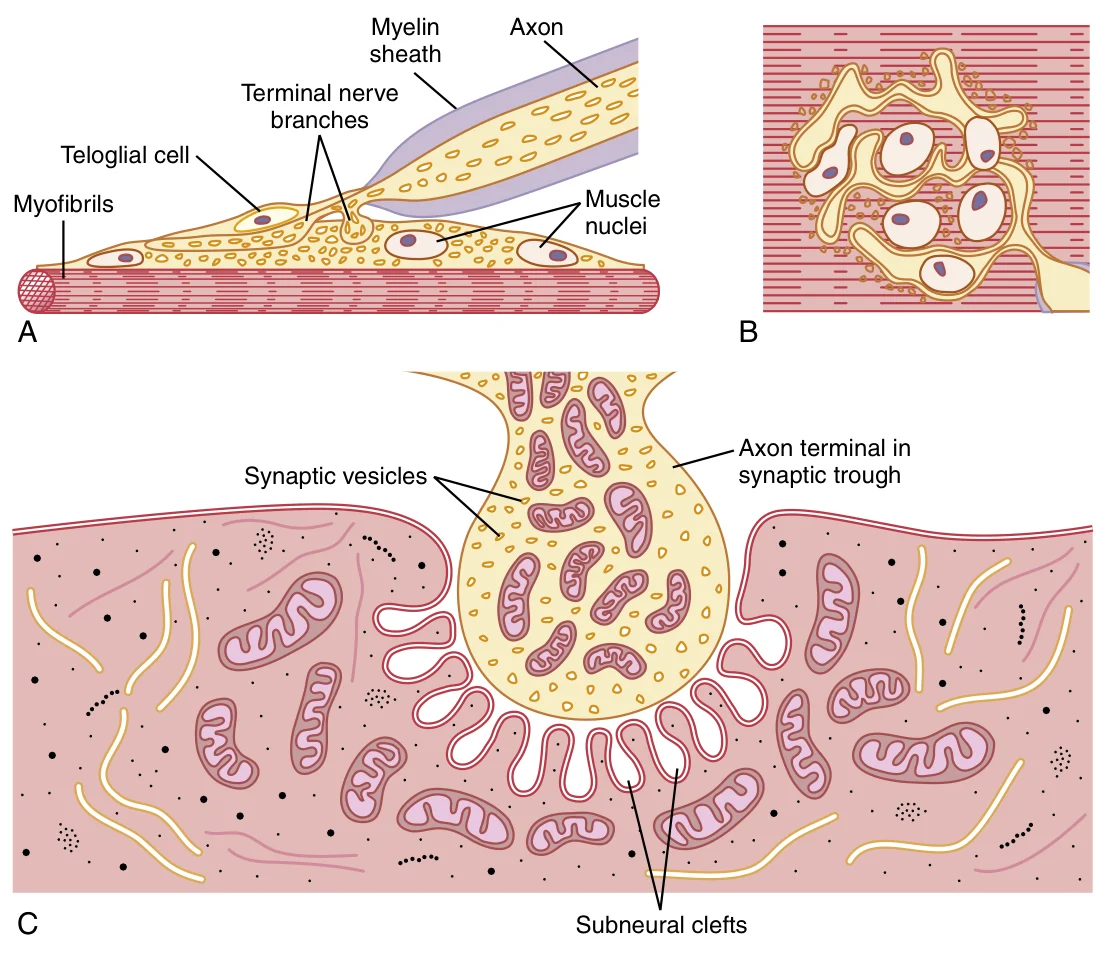 Myelin
sheath
Axon
Terminal nerve
branches
Teloglial cell
Myofibrils
Muscle
nuclei
A
B
Synaptic vesicles
Axon terminal in
synaptic trough
Subneural clefts
C